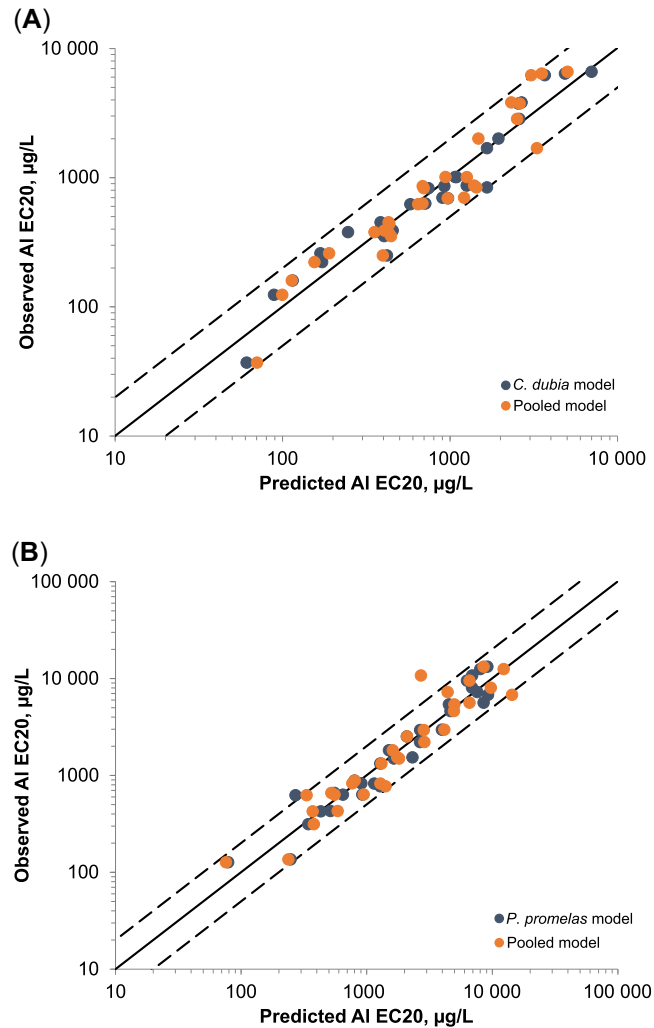 (A)
10 000
1000
100
10
Observed Al EC20, µg/L
C. dubia model
Pooled model
10 100 1000 10 000
Predicted Al EC20, µg/L
(B)
100 000
10 000
1000
100
10
Observed Al EC20, µg/L
P. promelas model
Pooled model
10 100 1000 10 000 100 000
Predicted Al EC20, µg/L